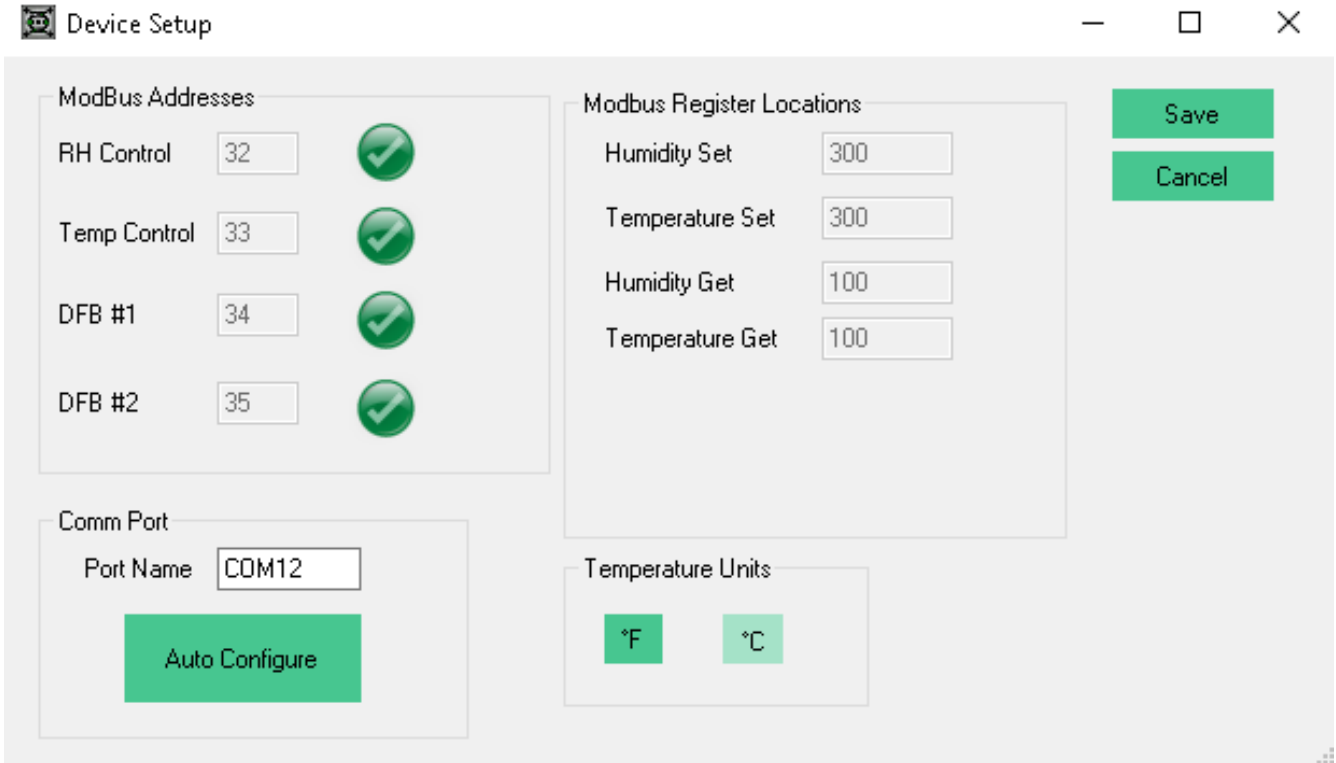 Device Setup
ModBus Addresses
RH Control 32
Temp Control 33
DFB #1 34
DFB #2 35
Modbus Register Locations
Humidity Set 300
Temperature Set 300
Humidity Get 100
Temperature Get 100
Save
Cancel
Comm Port
Port Name COM12
Auto Configure
Temperature Units
°F °C